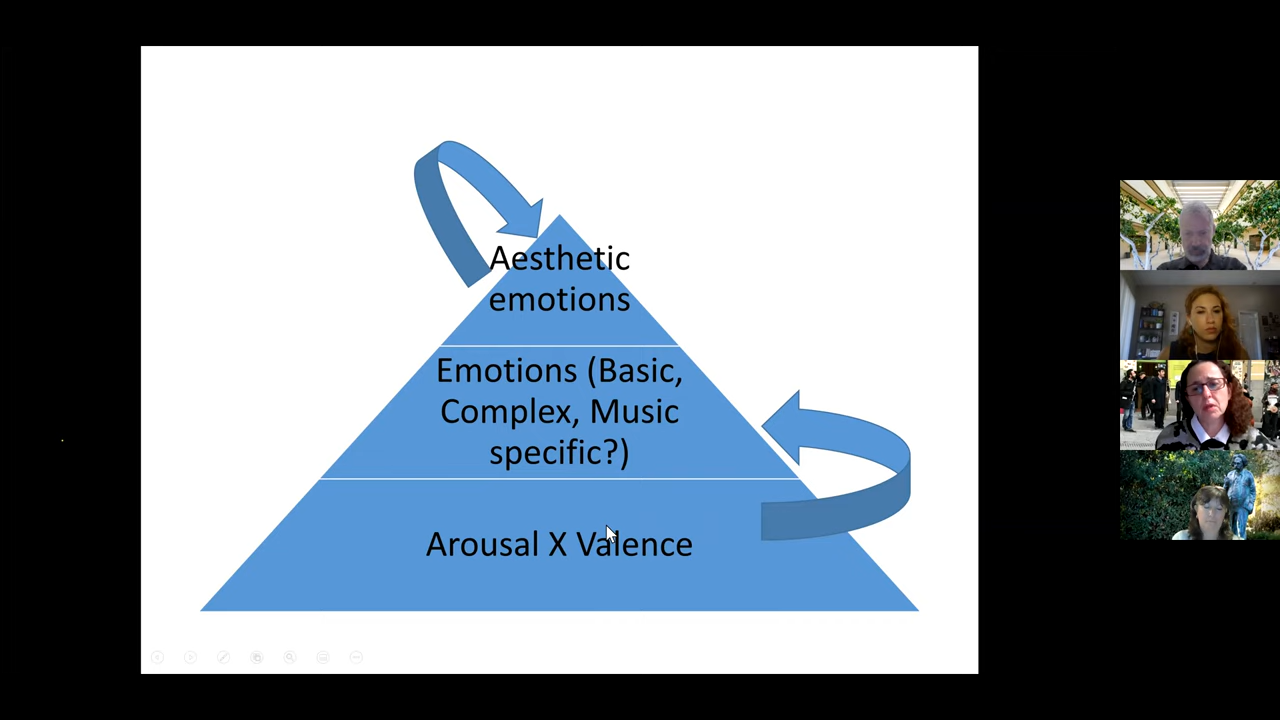 Aesthetic
emotions
Emotions (Basic,
Complex, Music
specific?)
Arousal X Valence